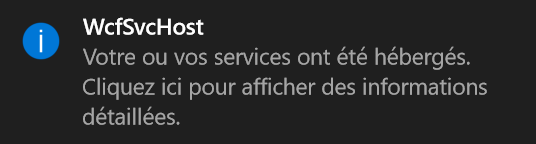 WcfSvcHost
Votre ou vos services ont été hébergés.
Cliquez ici pour afficher des informations
détaillées.